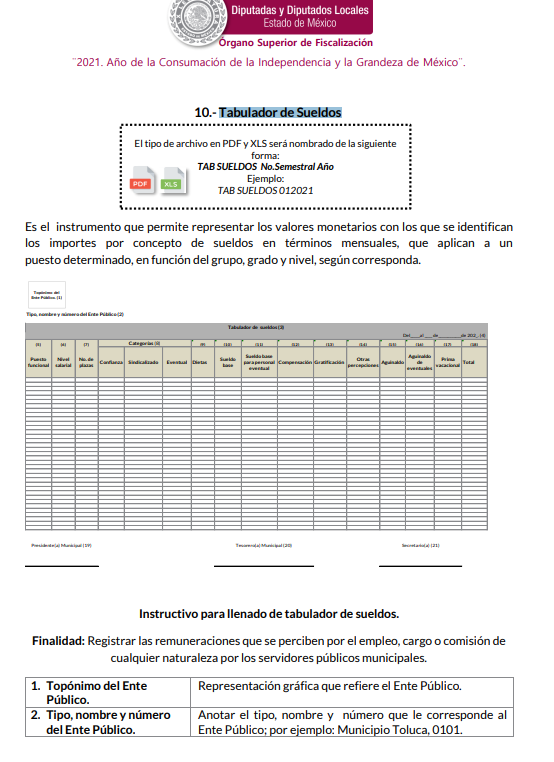 Diputadas y Diputados Locales
Estado de México
Órgano Superior de Fiscalización
¨2021. Año de la Consumación de la Independencia y la Grandeza de México¨.
10.- Tabulador de Sueldos
El tipo de archivo en PDF y XLS será nombrado de la siguiente
forma:
TAB SUELDOS No.Semestral Año
Ejemplo:
TAB SUELDOS 012021
PDF
XLS
Es el instrumento que permite representar los valores monetarios con los que se identifican
los importes por concepto de sueldos en términos mensuales, que aplican a un
puesto determinado, en función del grupo, grado y nivel, según corresponda.
Topónimo del
Ente Público. (1)
Tipo, nombre y número del Ente Público (2)
Tabulador de sueldos (3)
Del ___ al ___ de ________ de 202_. (4)
(5) (6) (7) Categorías (8) (9) (10) (11) (12) (13) (14) (15) (16) (17) (18)
Puesto funcional Nivel salarial No. de plazas Confianza Sindicalizado Eventual Dietas Sueldo base Sueldo base para personal eventual Compensación Gratificación Otras percepciones Aguinaldo Aguinaldo de eventuales Prima vacacional Total
Presidente(a) Municipal (19) Tesorero(a) Municipal (20) Secretario(a) (21)
Instructivo para llenado de tabulador de sueldos.
Finalidad: Registrar las remuneraciones que se perciben por el empleo, cargo o comisión de
cualquier naturaleza por los servidores públicos municipales.
1. Topónimo del Ente Representación gráfica que refiere el Ente Público.
Público.
2. Tipo, nombre y número Anotar el tipo, nombre y número que le corresponde al
del Ente Público. Ente Público; por ejemplo: Municipio Toluca, 0101.